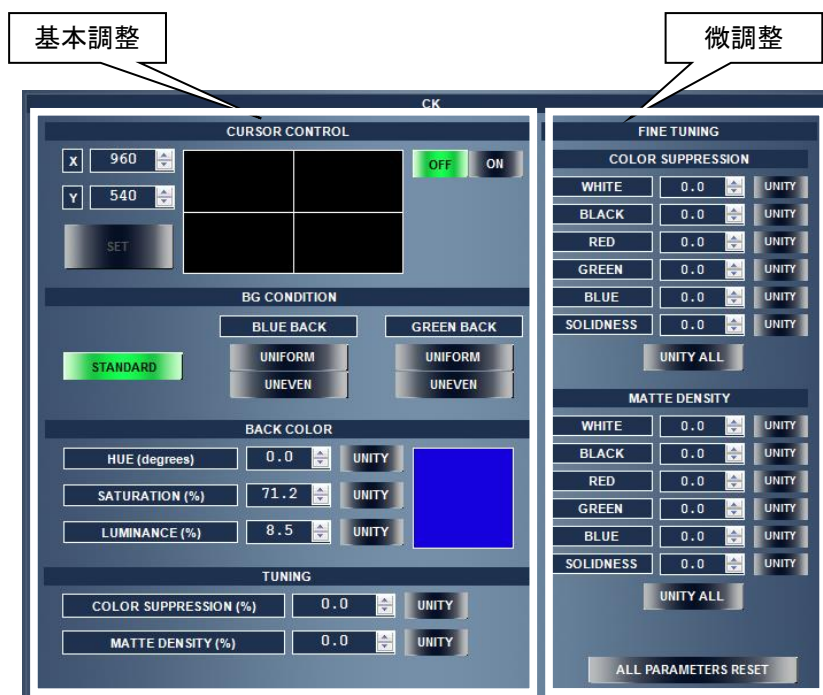 基本調整
微調整
CK
CURSOR CONTROL
X 960
OFF ON
Y 540
SET
BG CONDITION
BLUE BACK GREEN BACK
STANDARD
UNIFORM UNIFORM
UNEVEN UNEVEN
BACK COLOR
HUE (degrees) 0.0 UNITY
SATURATION (%) 71.2 UNITY
LUMINANCE (%) 8.5 UNITY
TUNING
COLOR SUPPRESSION (%) 0.0 UNITY
MATTE DENSITY (%) 0.0 UNITY
FINE TUNING
COLOR SUPPRESSION
WHITE 0.0 UNITY
BLACK 0.0 UNITY
RED 0.0 UNITY
GREEN 0.0 UNITY
BLUE 0.0 UNITY
SOLIDNESS 0.0 UNITY
UNITY ALL
MATTE DENSITY
WHITE 0.0 UNITY
BLACK 0.0 UNITY
RED 0.0 UNITY
GREEN 0.0 UNITY
BLUE 0.0 UNITY
SOLIDNESS 0.0 UNITY
UNITY ALL
ALL PARAMETERS RESET